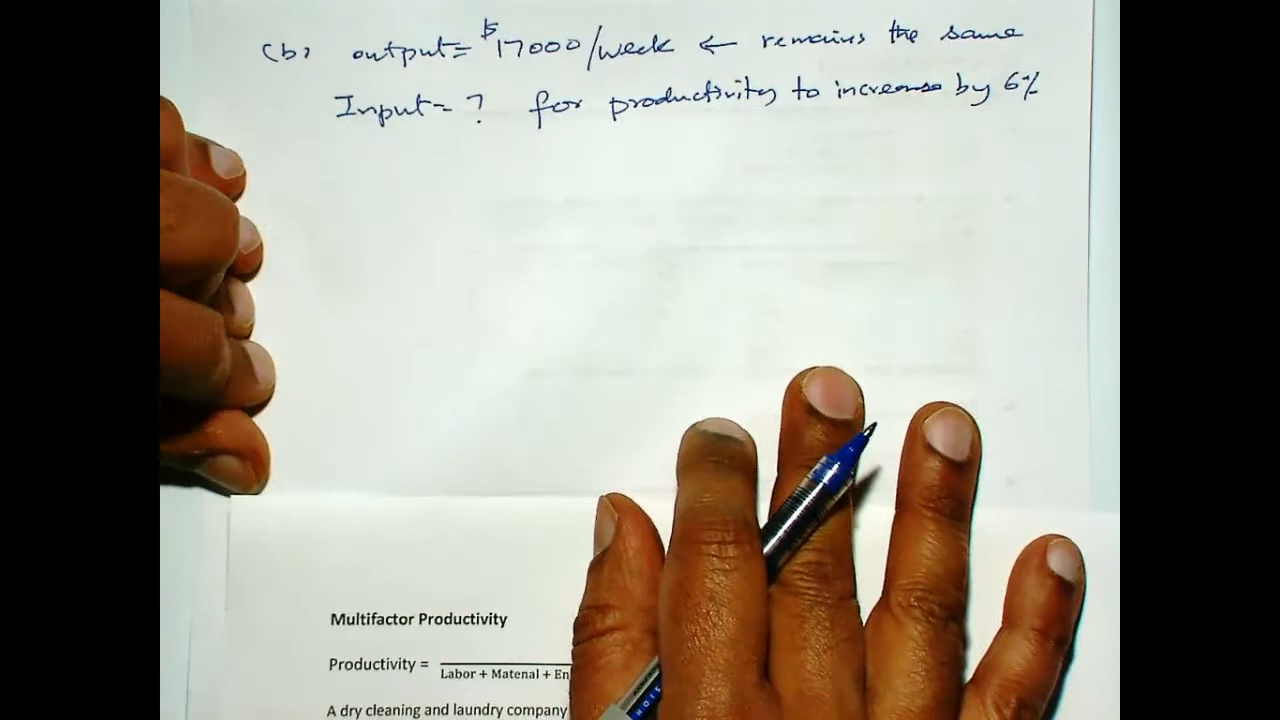 (b) output= $17000/week ← remains the same
Input= ? for productivity to increase by 6%
Multifactor Productivity
Productivity =
Labor + Material + En
A dry cleaning and laundry company